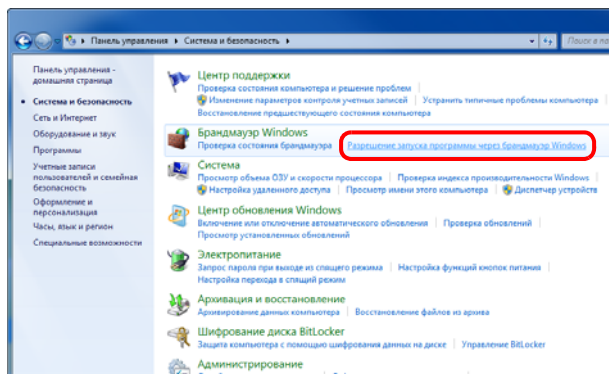 Панель управления ▸ Система и безопасность ▸
Поиск в па
Панель управления - домашняя страница
Система и безопасность
Сеть и Интернет
Оборудование и звук
Программы
Учетные записи пользователей и семейная безопасность
Оформление и персонализация
Часы, язык и регион
Специальные возможности
Центр поддержки
Проверка состояния компьютера и решение проблем
Изменение параметров контроля учетных записей | Устранить типичные проблемы компьютера
Восстановление предшествующего состояния компьютера
Брандмауэр Windows
Проверка состояния брандмауэра | Разрешение запуска программы через брандмауэр Windows
Система
Просмотр объема ОЗУ и скорости процессора | Проверка индекса производительности Windows
Настройка удаленного доступа | Просмотр имени этого компьютера | Диспетчер устройств
Центр обновления Windows
Включение или отключение автоматического обновления | Проверка обновлений
Просмотр установленных обновлений
Электропитание
Запрос пароля при выходе из спящего режима | Настройка функций кнопок питания
Настройка перехода в спящий режим
Архивация и восстановление
Архивирование данных компьютера | Восстановление файлов из архива
Шифрование диска BitLocker
Защита компьютера с помощью шифрования данных на диске | Управление BitLocker
Администрирование